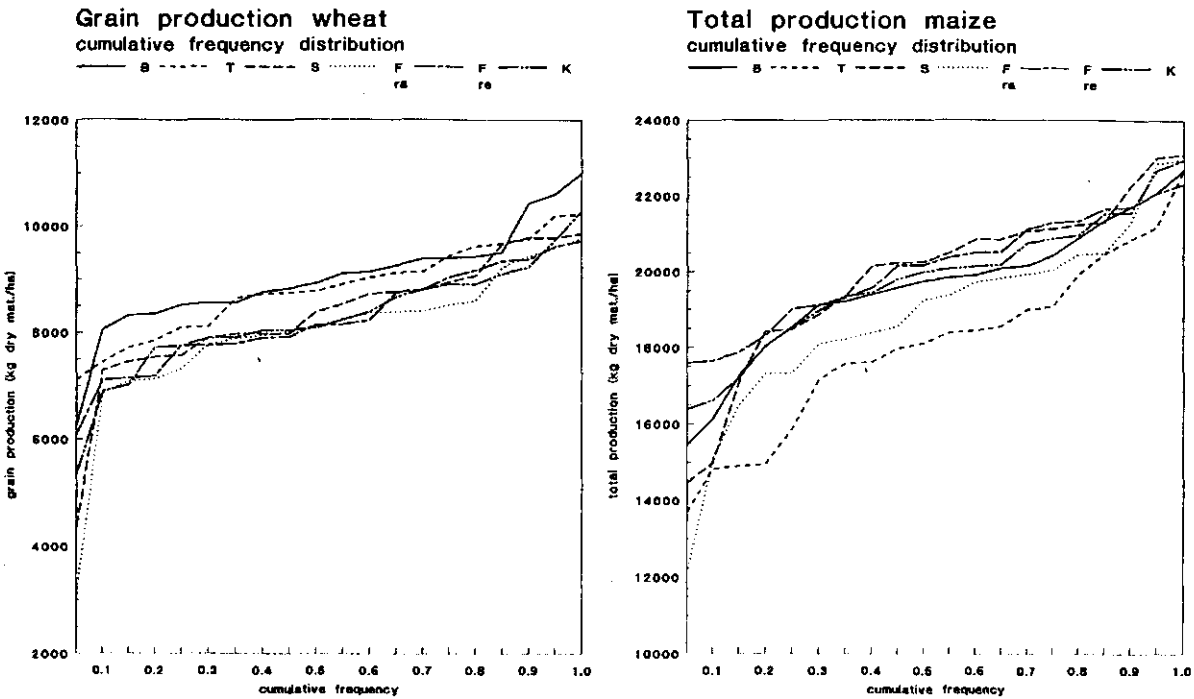 Grain production wheat
cumulative frequency distribution
B T S F F K
ra re
12000
10000
8000
6000
4000
2000
grain production (kg dry mat./ha)
0.1 0.2 0.3 0.4 0.5 0.6 0.7 0.8 0.9 1.0
cumulative frequency
Total production maize
cumulative frequency distribution
B T S F F K
ra re
24000
22000
20000
18000
16000
14000
12000
10000
total production (kg dry mat./ha)
0.1 0.2 0.3 0.4 0.5 0.6 0.7 0.8 0.9 1.0
cumulative frequency